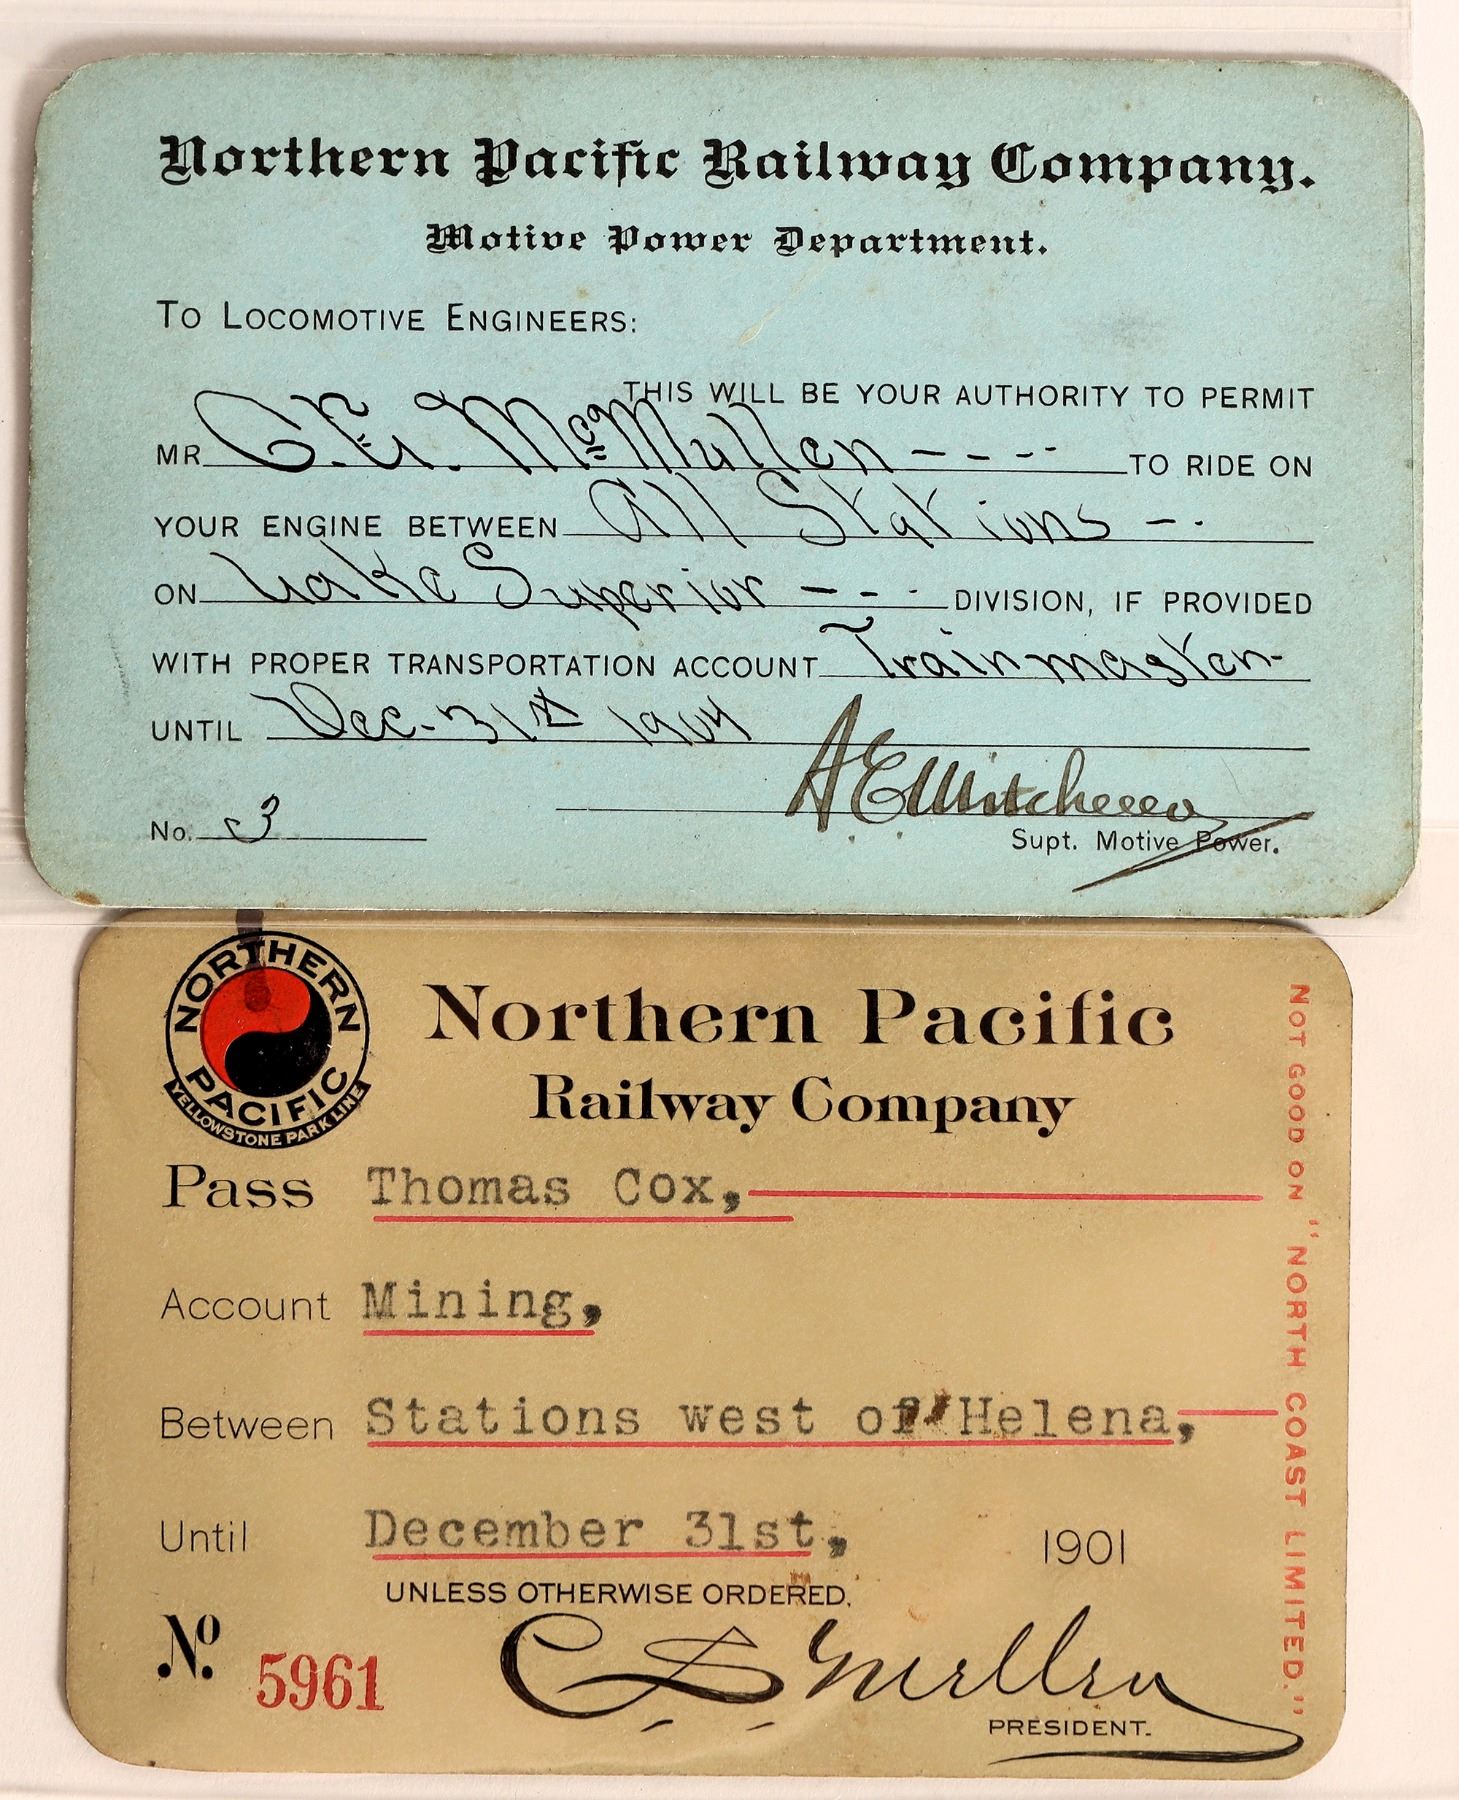 Northern Pacific Railway Company.
Motive Power Department.
TO LOCOMOTIVE ENGINEERS:
THIS WILL BE YOUR AUTHORITY TO PERMIT
MR McMullen---- TO RIDE ON
YOUR ENGINE BETWEEN All Stations --
ON Lake Superior --- DIVISION, IF PROVIDED
WITH PROPER TRANSPORTATION ACCOUNT Trainmaster-
UNTIL Dec-31st 1904
A E Mitchell
No. 3
Supt. Motive Power.
NORTHERN PACIFIC
YELLOWSTONE PARK LINE
Northern Pacific
Railway Company
Pass Thomas Cox,
Account Mining,
Between Stations west of Helena,
Until December 31st, 1901
UNLESS OTHERWISE ORDERED.
No. 5961
C S Mellen
PRESIDENT.
NOT GOOD ON "NORTH COAST LIMITED."